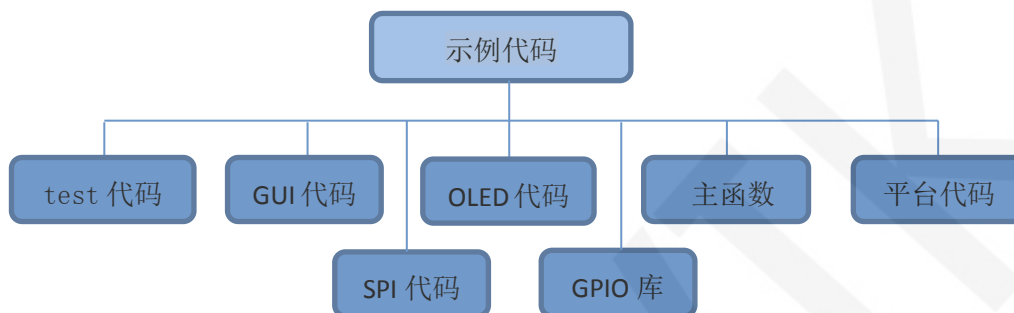 示例代码
test 代码
GUI 代码
OLED 代码
主函数
平台代码
SPI 代码
GPIO 库